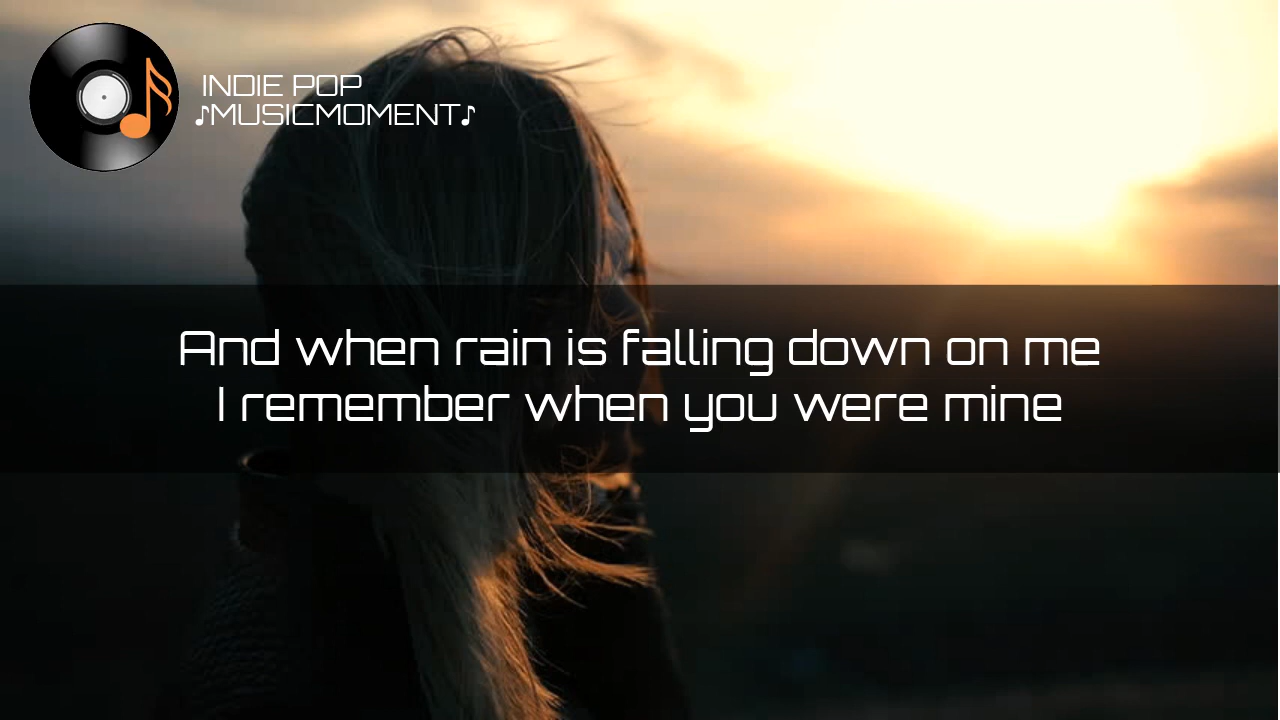 INDIE POP
♪MUSICMOMENT♪
And when rain is falling down on me
I remember when you were mine